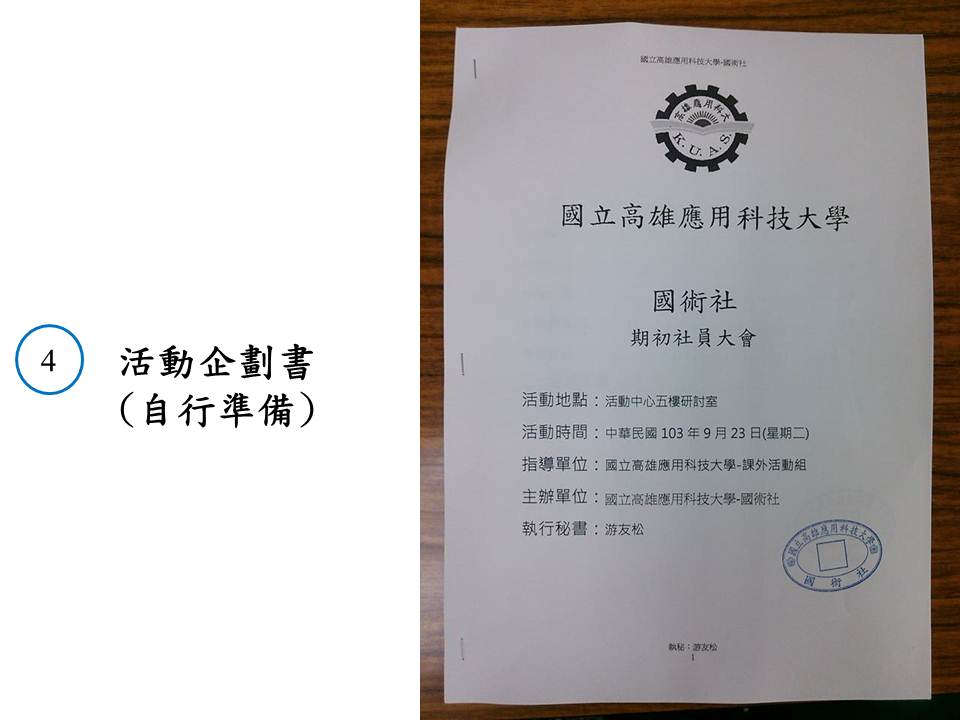 4
活動企劃書
(自行準備)
國立高雄應用科技大學-國術社
高雄應用科大
K. U. A. S.
國立高雄應用科技大學
國術社
期初社員大會
活動地點：活動中心五樓研討室
活動時間：中華民國 103 年 9 月 23 日(星期二)
指導單位：國立高雄應用科技大學-課外活動組
主辦單位：國立高雄應用科技大學-國術社
執行秘書：游友松
國立高雄應用科技大學
國術社
執秘：游友松
1